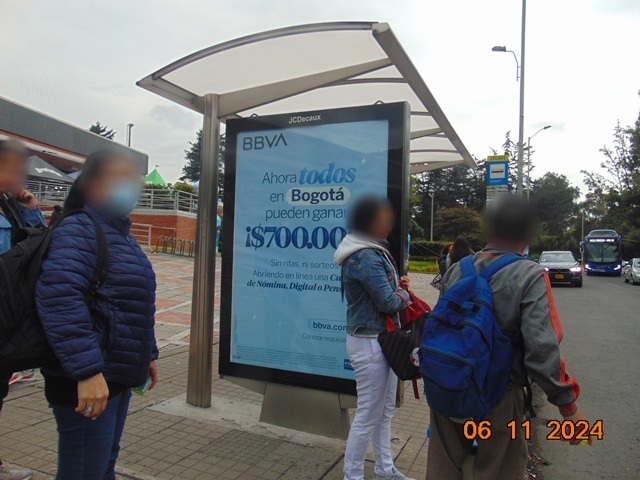 JCDecaux
BBVA
Ahora todos
en Bogotá
pueden ganar
¡$700.00
Sin rifas, ni sorteos
Abriendo en línea una
de Nómina, Digital o Pens
bbva.com
06 11 2024